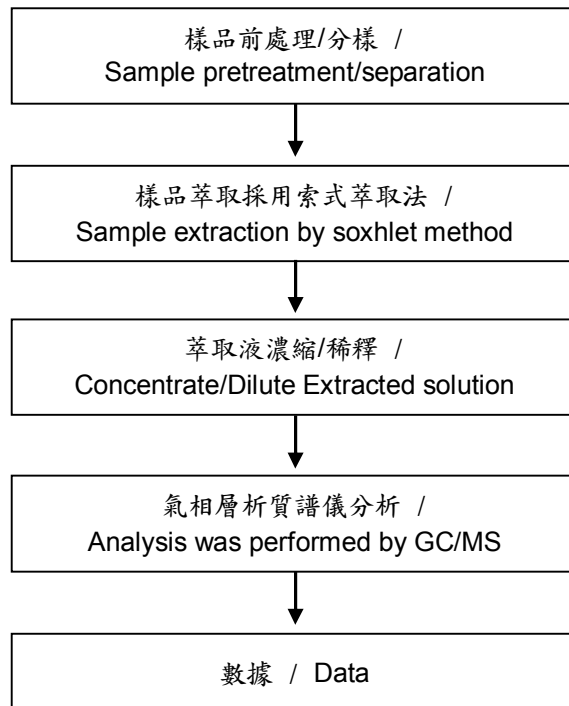 樣品前處理/分樣 /
Sample pretreatment/separation
樣品萃取採用索式萃取法 /
Sample extraction by soxhlet method
萃取液濃縮/稀釋 /
Concentrate/Dilute Extracted solution
氣相層析質譜儀分析 /
Analysis was performed by GC/MS
數據 / Data